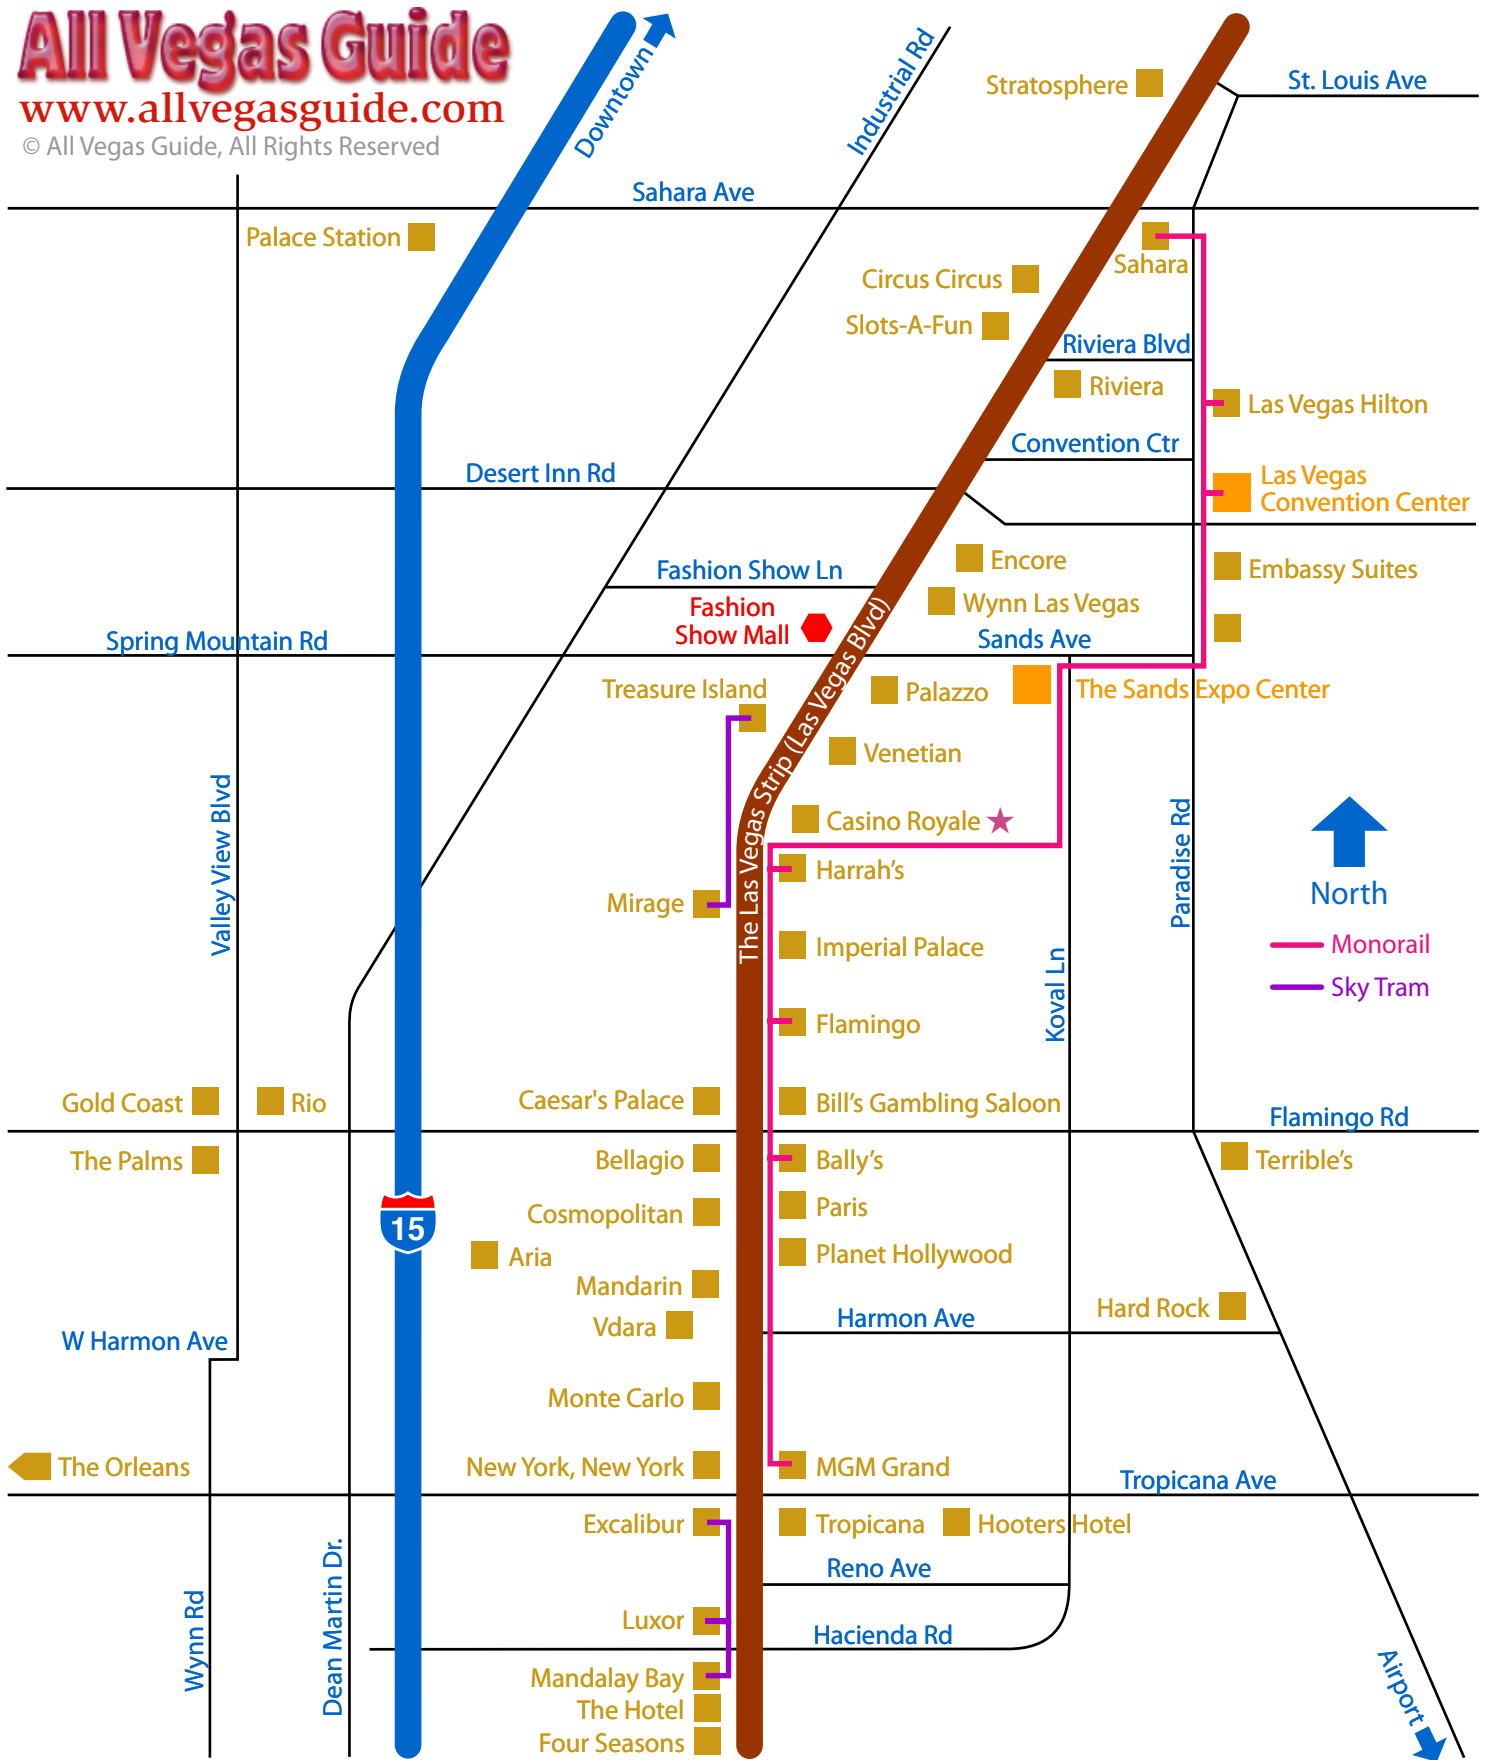 All Vegas Guide
www.allvegasguide.com
© All Vegas Guide, All Rights Reserved
Downtown
Industrial Rd
Stratosphere
St. Louis Ave
Sahara Ave
Palace Station
Sahara
Circus Circus
Slots-A-Fun
Riviera Blvd
Riviera
Las Vegas Hilton
Convention Ctr
Desert Inn Rd
Las Vegas
Convention Center
Encore
Fashion Show Ln
Embassy Suites
Wynn Las Vegas
Fashion
Show Mall
Spring Mountain Rd
Sands Ave
Treasure Island
Palazzo
The Sands Expo Center
Venetian
The Las Vegas Strip (Las Vegas Blvd)
Casino Royale
Valley View Blvd
Paradise Rd
Harrah's
North
Mirage
Imperial Palace
Monorail
Sky Tram
Koval Ln
Flamingo
Gold Coast
Rio
Caesar's Palace
Bill's Gambling Saloon
Flamingo Rd
The Palms
Bellagio
Bally's
Terrible's
Cosmopolitan
Paris
15
Aria
Planet Hollywood
Mandarin
Hard Rock
Vdara
Harmon Ave
W Harmon Ave
Monte Carlo
The Orleans
New York, New York
MGM Grand
Tropicana Ave
Excalibur
Tropicana
Hooters Hotel
Reno Ave
Wynn Rd
Dean Martin Dr.
Luxor
Hacienda Rd
Mandalay Bay
Airport
The Hotel
Four Seasons